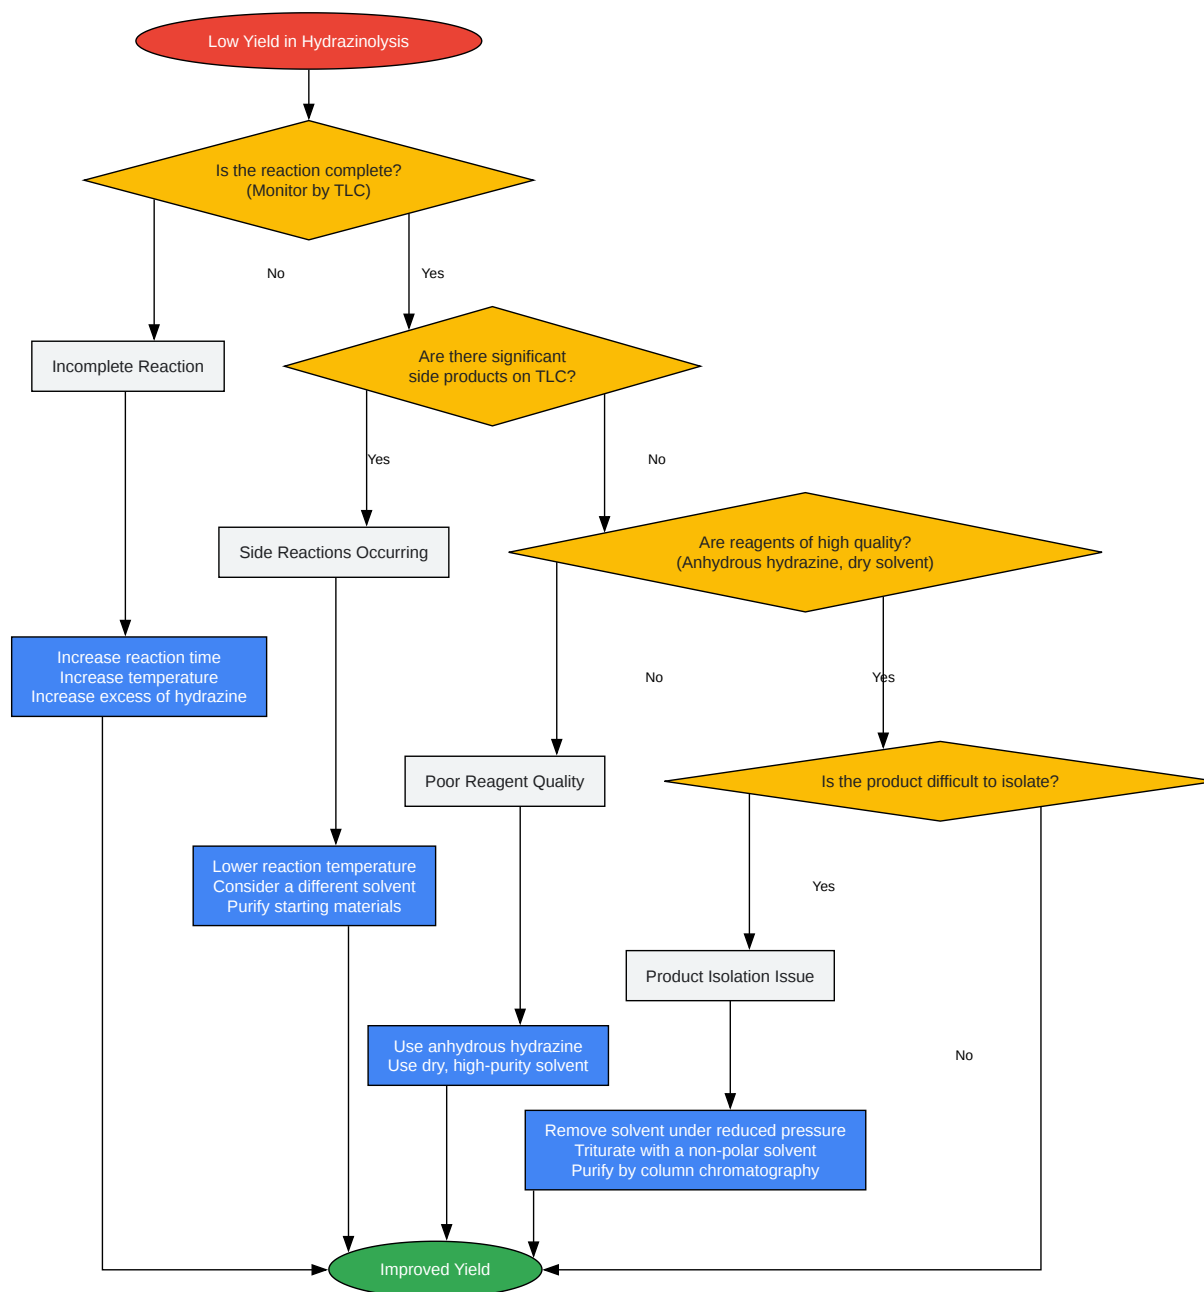 Low Yield in Hydrazinolysis
Is the reaction complete?
(Monitor by TLC)
No
Yes
Incomplete Reaction
Are there significant
side products on TLC?
Yes
No
Side Reactions Occurring
Are reagents of high quality?
(Anhydrous hydrazine, dry solvent)
Increase reaction time
Increase temperature
Increase excess of hydrazine
No
Yes
Poor Reagent Quality
Is the product difficult to isolate?
Lower reaction temperature
Consider a different solvent
Purify starting materials
Yes
Product Isolation Issue
Use anhydrous hydrazine
Use dry, high-purity solvent
No
Remove solvent under reduced pressure
Triturate with a non-polar solvent
Purify by column chromatography
Improved Yield